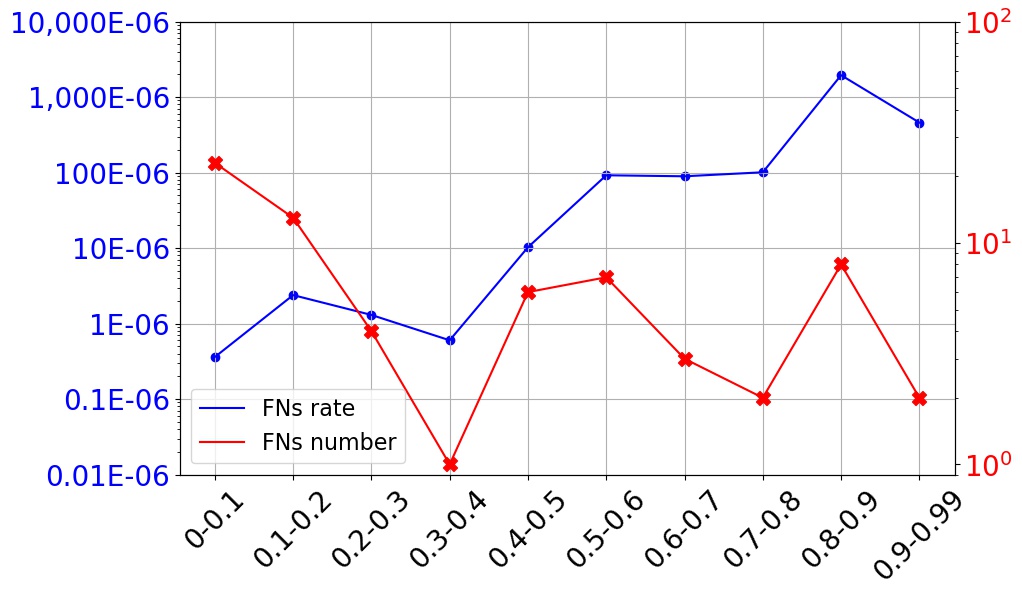 10,000E-06
1,000E-06
100E-06
10E-06
1E-06
0.1E-06
0.01E-06
10²
10¹
10⁰
FNs rate
FNs number
0-0.1
0.1-0.2
0.2-0.3
0.3-0.4
0.4-0.5
0.5-0.6
0.6-0.7
0.7-0.8
0.8-0.9
0.9-0.99